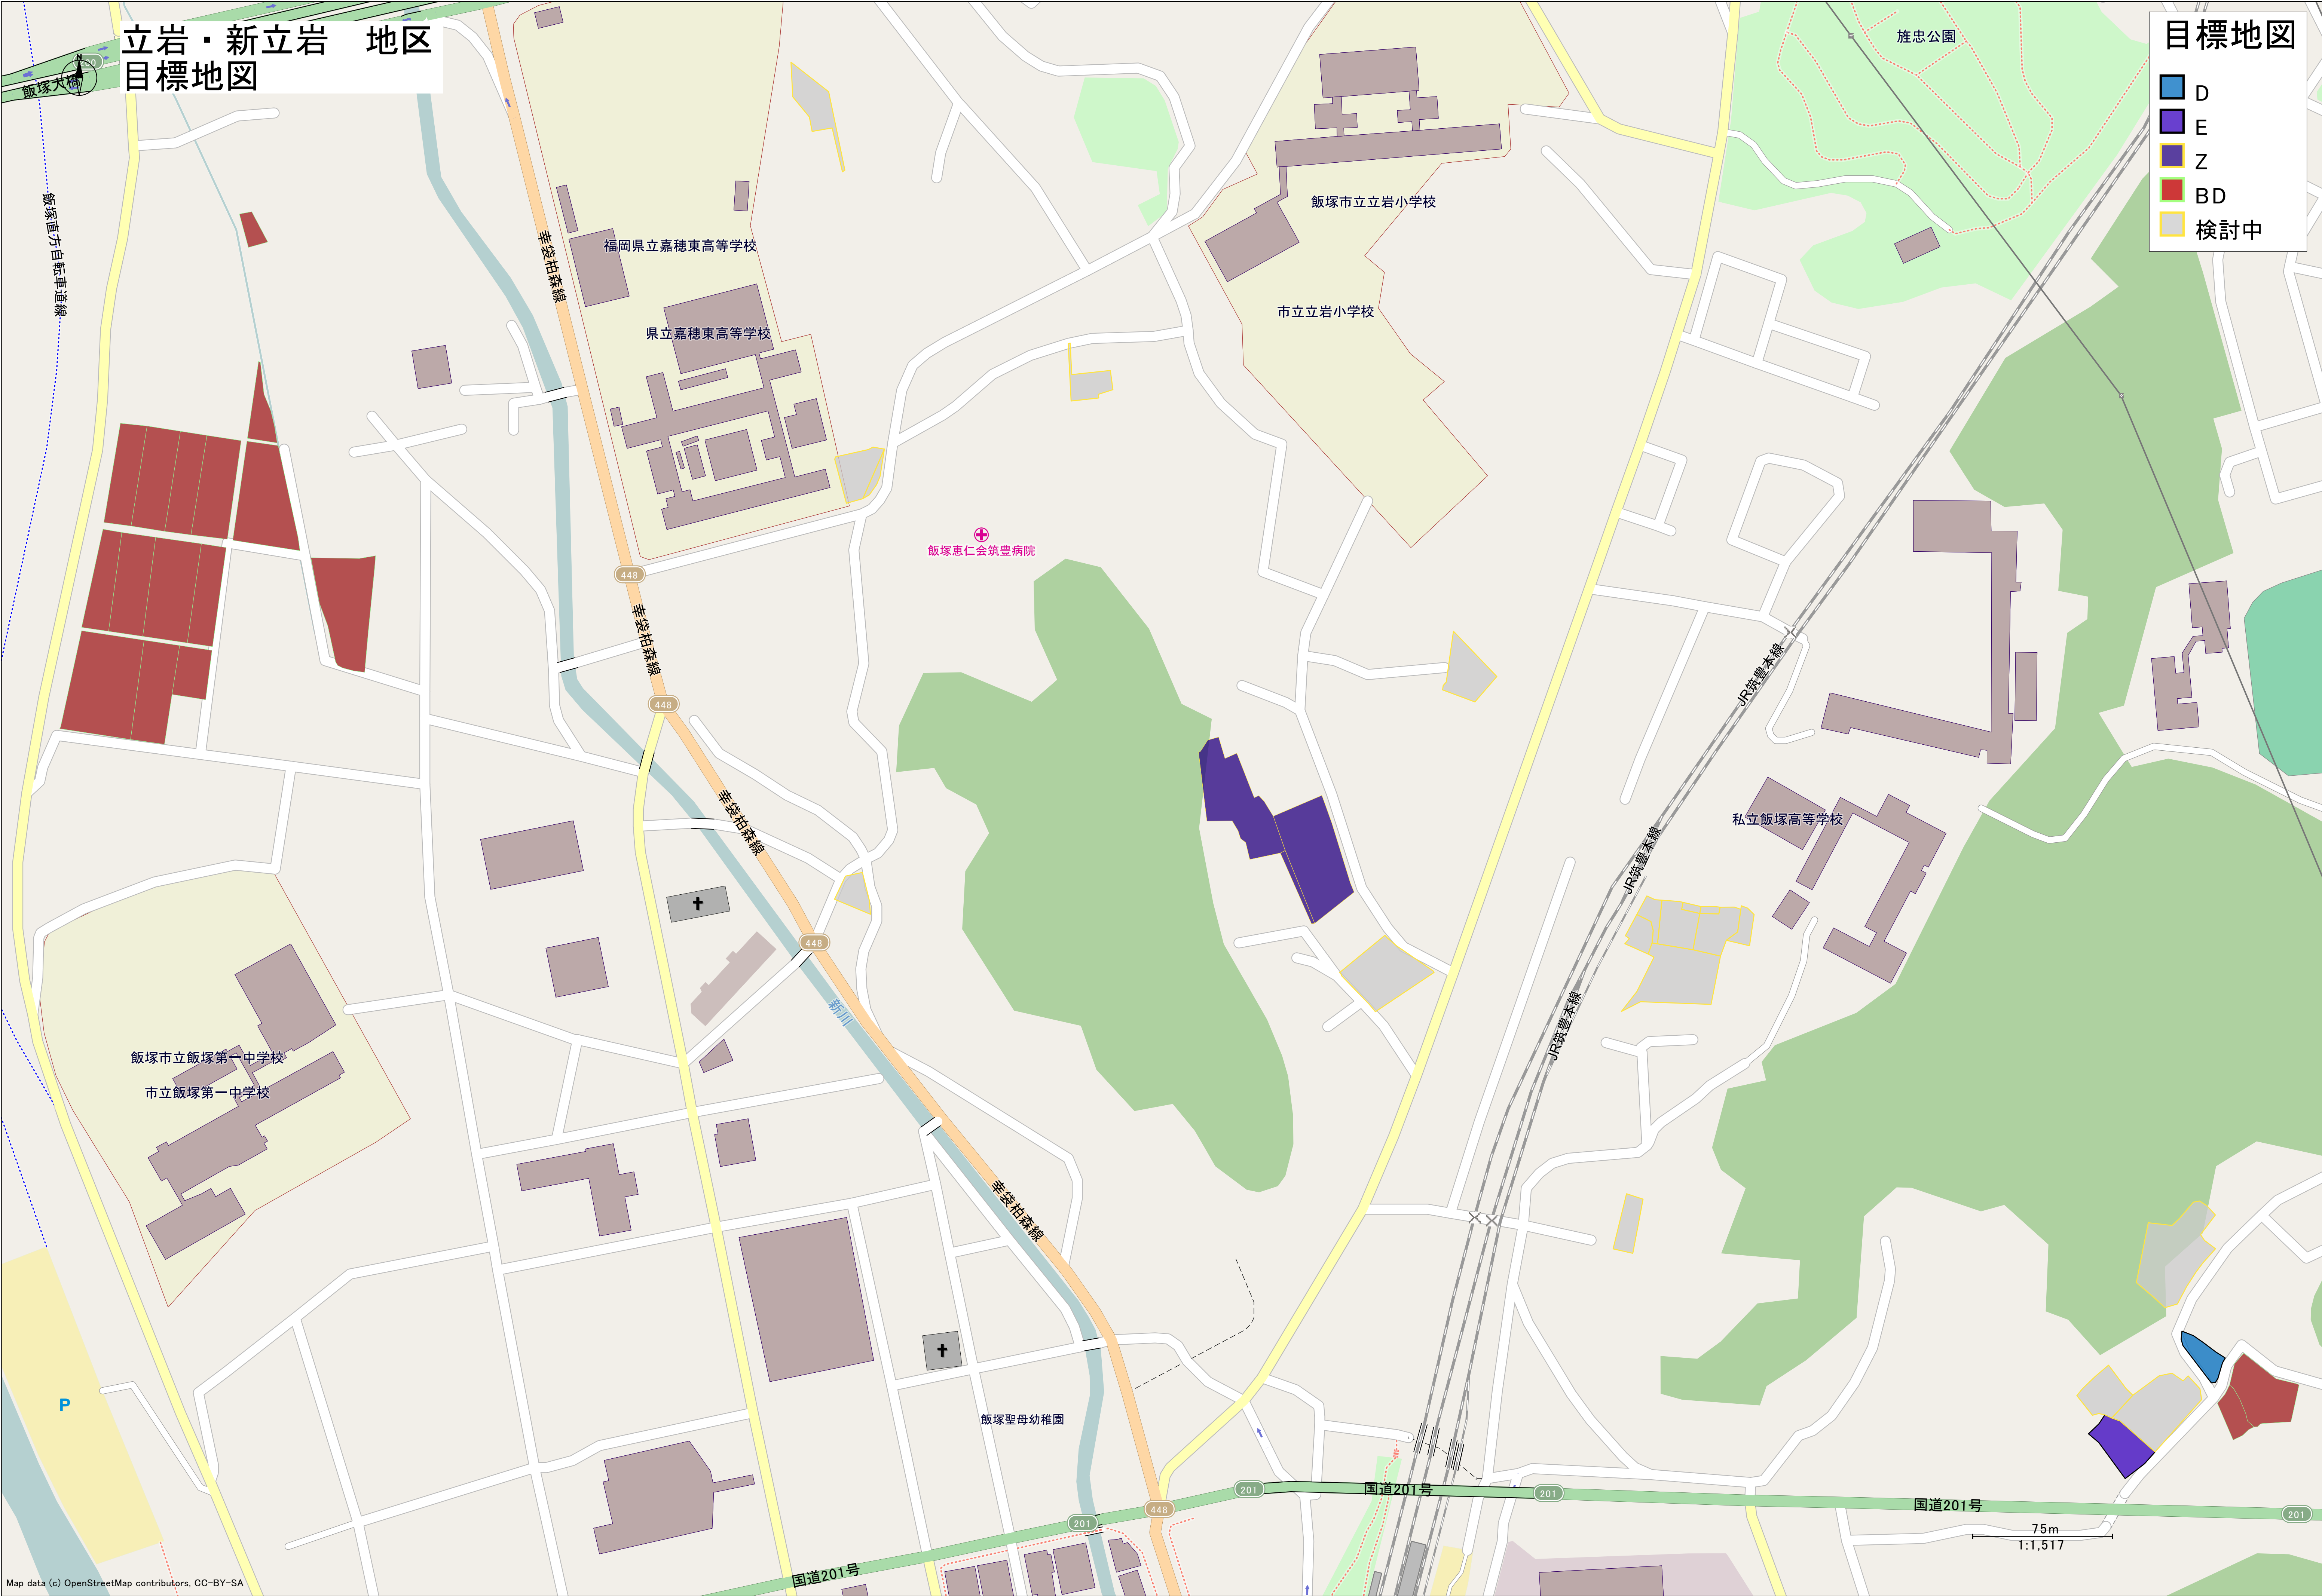 立岩・新立岩　地区
目標地図
目標地図
D
E
Z
BD
検討中
N
飯塚大橋
旌忠公園
飯塚直方自転車道線
幸袋柏森線
福岡県立嘉穂東高等学校
県立嘉穂東高等学校
飯塚市立立岩小学校
市立立岩小学校
飯塚恵仁会筑豊病院
448
幸袋柏森線
448
JR筑豊本線
幸袋柏森線
JR筑豊本線
私立飯塚高等学校
448
新川
JR筑豊本線
飯塚市立飯塚第一中学校
市立飯塚第一中学校
幸袋柏森線
P
飯塚聖母幼稚園
201
国道201号
201
国道201号
201
448
201
国道201号
75m
1:1,517
Map data (c) OpenStreetMap contributors, CC-BY-SA